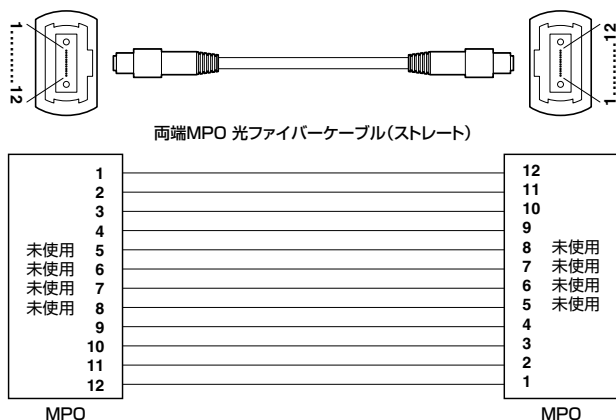 1............12
12............1
両端MPO 光ファイバーケーブル（ストレート）
1 12
2 11
3 10
4 9
未使用 5 8 未使用
未使用 6 7 未使用
未使用 7 6 未使用
未使用 8 5 未使用
9 4
10 3
11 2
12 1
MPO MPO